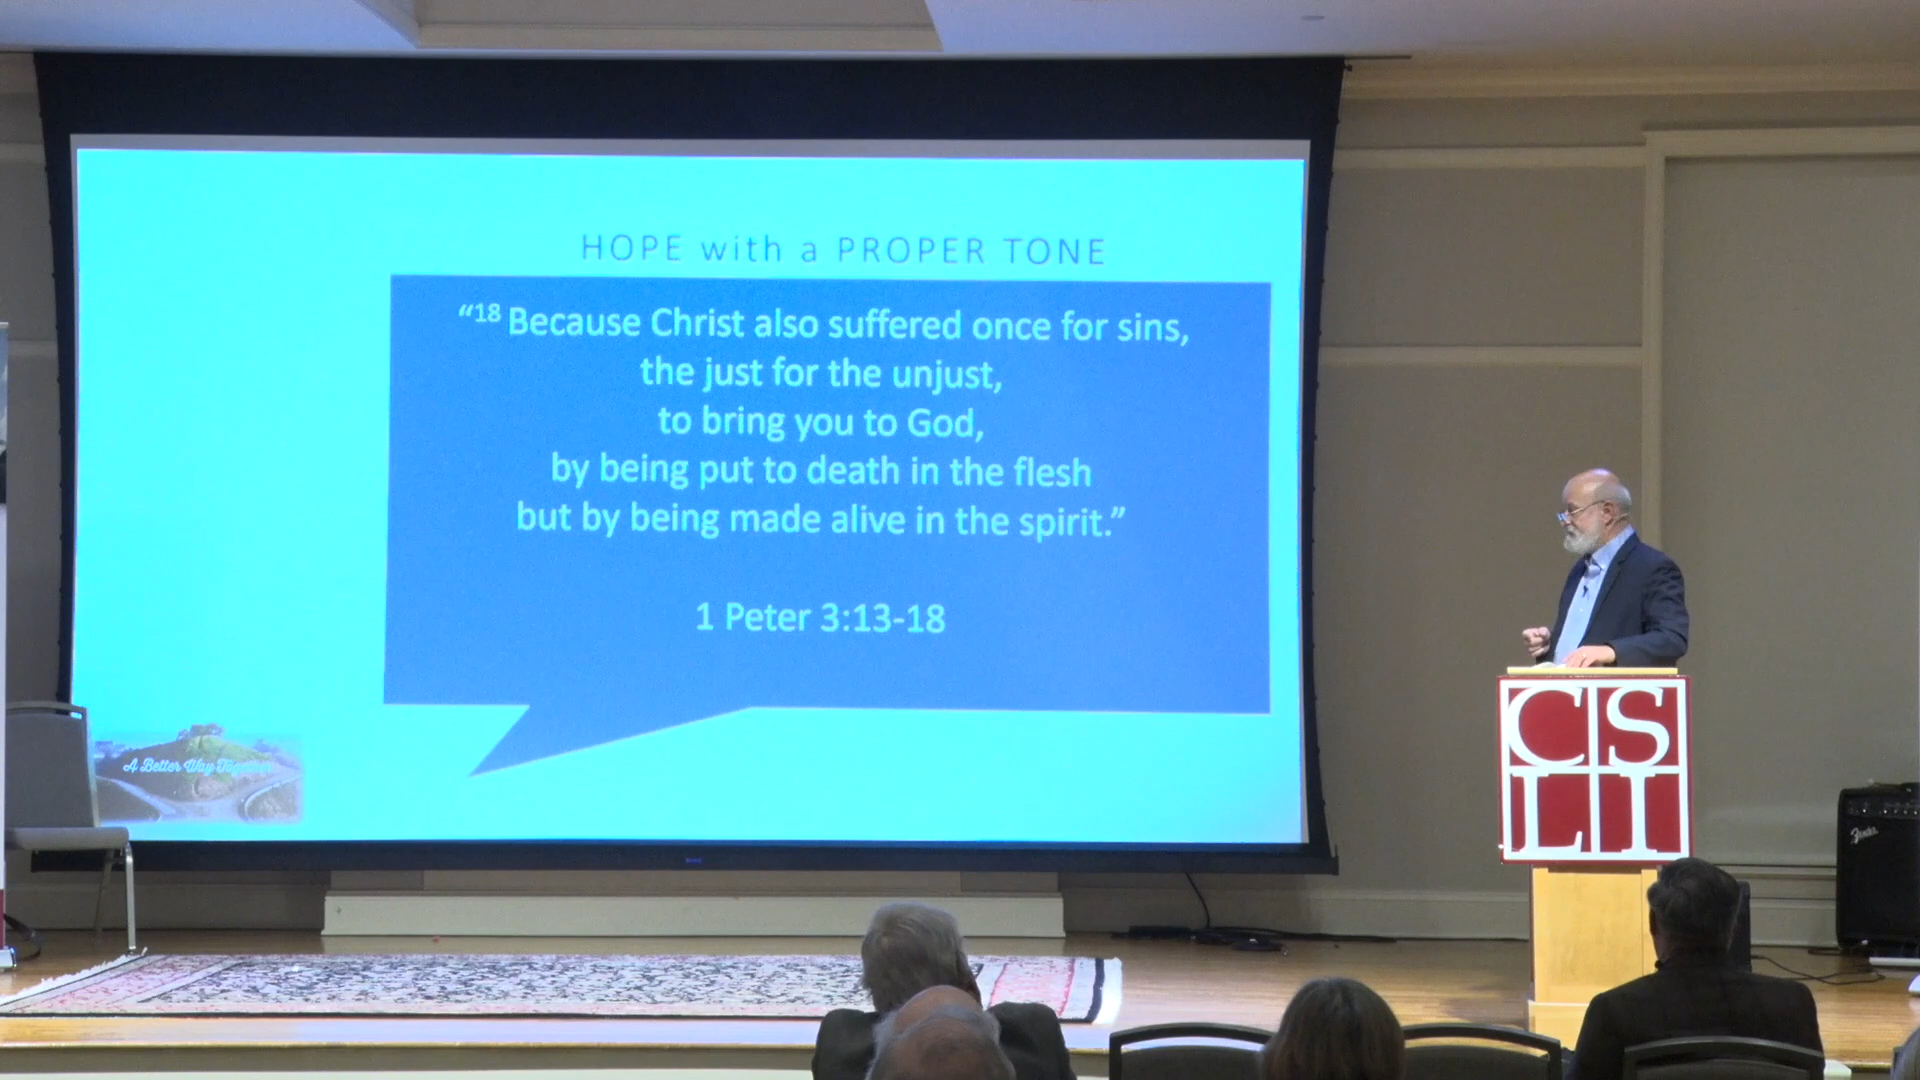 HOPE with a PROPER TONE
“18 Because Christ also suffered once for sins,
the just for the unjust,
to bring you to God,
by being put to death in the flesh
but by being made alive in the spirit.”
1 Peter 3:13-18
A Better Way Together
CS
LI
Fender